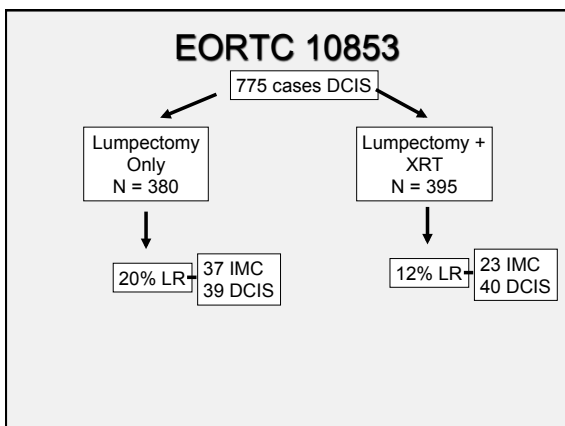 EORTC 10853
775 cases DCIS
Lumpectomy
Only
N = 380
Lumpectomy +
XRT
N = 395
20% LR
37 IMC
39 DCIS
12% LR
23 IMC
40 DCIS